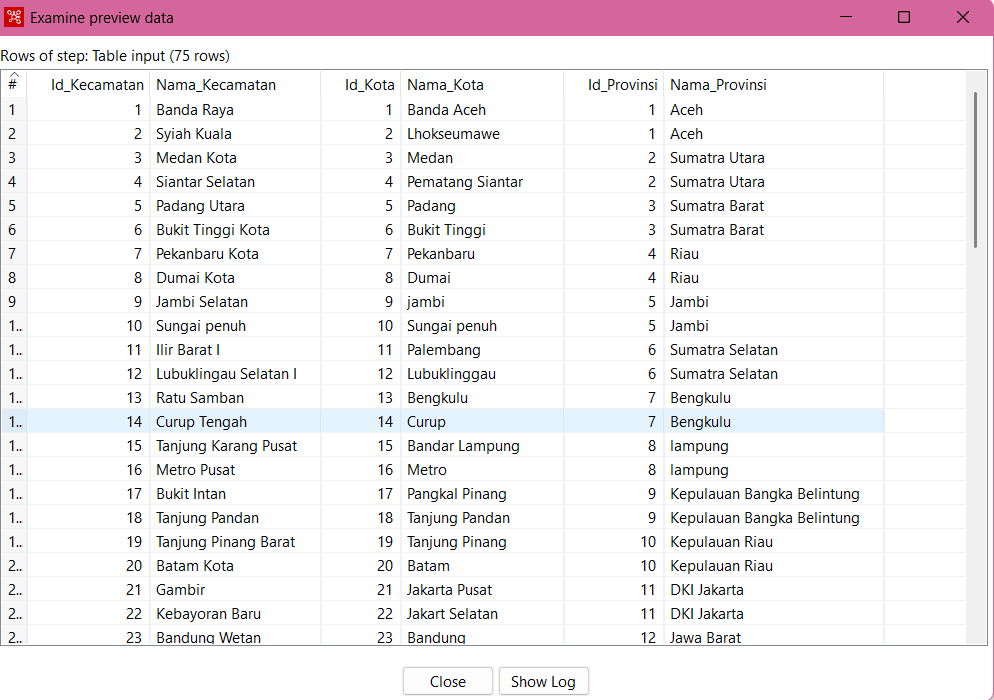 Examine preview data
Rows of step: Table input (75 rows)
# Id_Kecamatan Nama_Kecamatan Id_Kota Nama_Kota Id_Provinsi Nama_Provinsi
1 1 Banda Raya 1 Banda Aceh 1 Aceh
2 2 Syiah Kuala 2 Lhokseumawe 1 Aceh
3 3 Medan Kota 3 Medan 2 Sumatra Utara
4 4 Siantar Selatan 4 Pematang Siantar 2 Sumatra Utara
5 5 Padang Utara 5 Padang 3 Sumatra Barat
6 6 Bukit Tinggi Kota 6 Bukit Tinggi 3 Sumatra Barat
7 7 Pekanbaru Kota 7 Pekanbaru 4 Riau
8 8 Dumai Kota 8 Dumai 4 Riau
9 9 Jambi Selatan 9 jambi 5 Jambi
1.. 10 Sungai penuh 10 Sungai penuh 5 Jambi
1.. 11 Ilir Barat I 11 Palembang 6 Sumatra Selatan
1.. 12 Lubuklingau Selatan I 12 Lubuklinggau 6 Sumatra Selatan
1.. 13 Ratu Samban 13 Bengkulu 7 Bengkulu
1.. 14 Curup Tengah 14 Curup 7 Bengkulu
1.. 15 Tanjung Karang Pusat 15 Bandar Lampung 8 lampung
1.. 16 Metro Pusat 16 Metro 8 lampung
1.. 17 Bukit Intan 17 Pangkal Pinang 9 Kepulauan Bangka Belintung
1.. 18 Tanjung Pandan 18 Tanjung Pandan 9 Kepulauan Bangka Belintung
1.. 19 Tanjung Pinang Barat 19 Tanjung Pinang 10 Kepulauan Riau
2.. 20 Batam Kota 20 Batam 10 Kepulauan Riau
2.. 21 Gambir 21 Jakarta Pusat 11 DKI Jakarta
2.. 22 Kebayoran Baru 22 Jakart Selatan 11 DKI Jakarta
2.. 23 Bandung Wetan 23 Bandung 12 Jawa Barat
Close Show Log